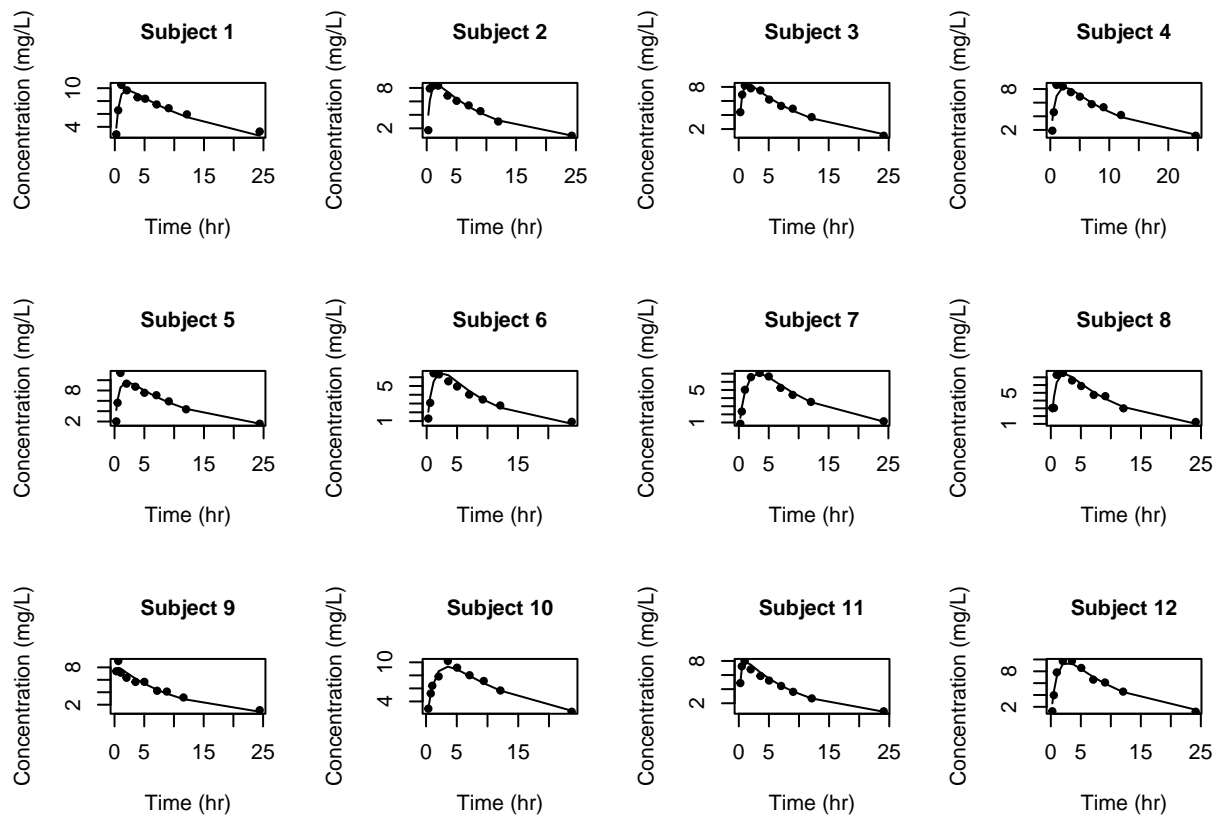 Subject 1
Concentration (mg/L)
10
4
0 5 15 25
Time (hr)
Subject 2
Concentration (mg/L)
8
2
0 5 15 25
Time (hr)
Subject 3
Concentration (mg/L)
8
2
0 5 15 25
Time (hr)
Subject 4
Concentration (mg/L)
8
2
0 10 20
Time (hr)
Subject 5
Concentration (mg/L)
8
2
0 5 15 25
Time (hr)
Subject 6
Concentration (mg/L)
5
1
0 5 15
Time (hr)
Subject 7
Concentration (mg/L)
5
1
0 5 15 25
Time (hr)
Subject 8
Concentration (mg/L)
5
1
0 5 15 25
Time (hr)
Subject 9
Concentration (mg/L)
8
2
0 5 15 25
Time (hr)
Subject 10
Concentration (mg/L)
10
4
0 5 15
Time (hr)
Subject 11
Concentration (mg/L)
8
2
0 5 15 25
Time (hr)
Subject 12
Concentration (mg/L)
8
2
0 5 15 25
Time (hr)